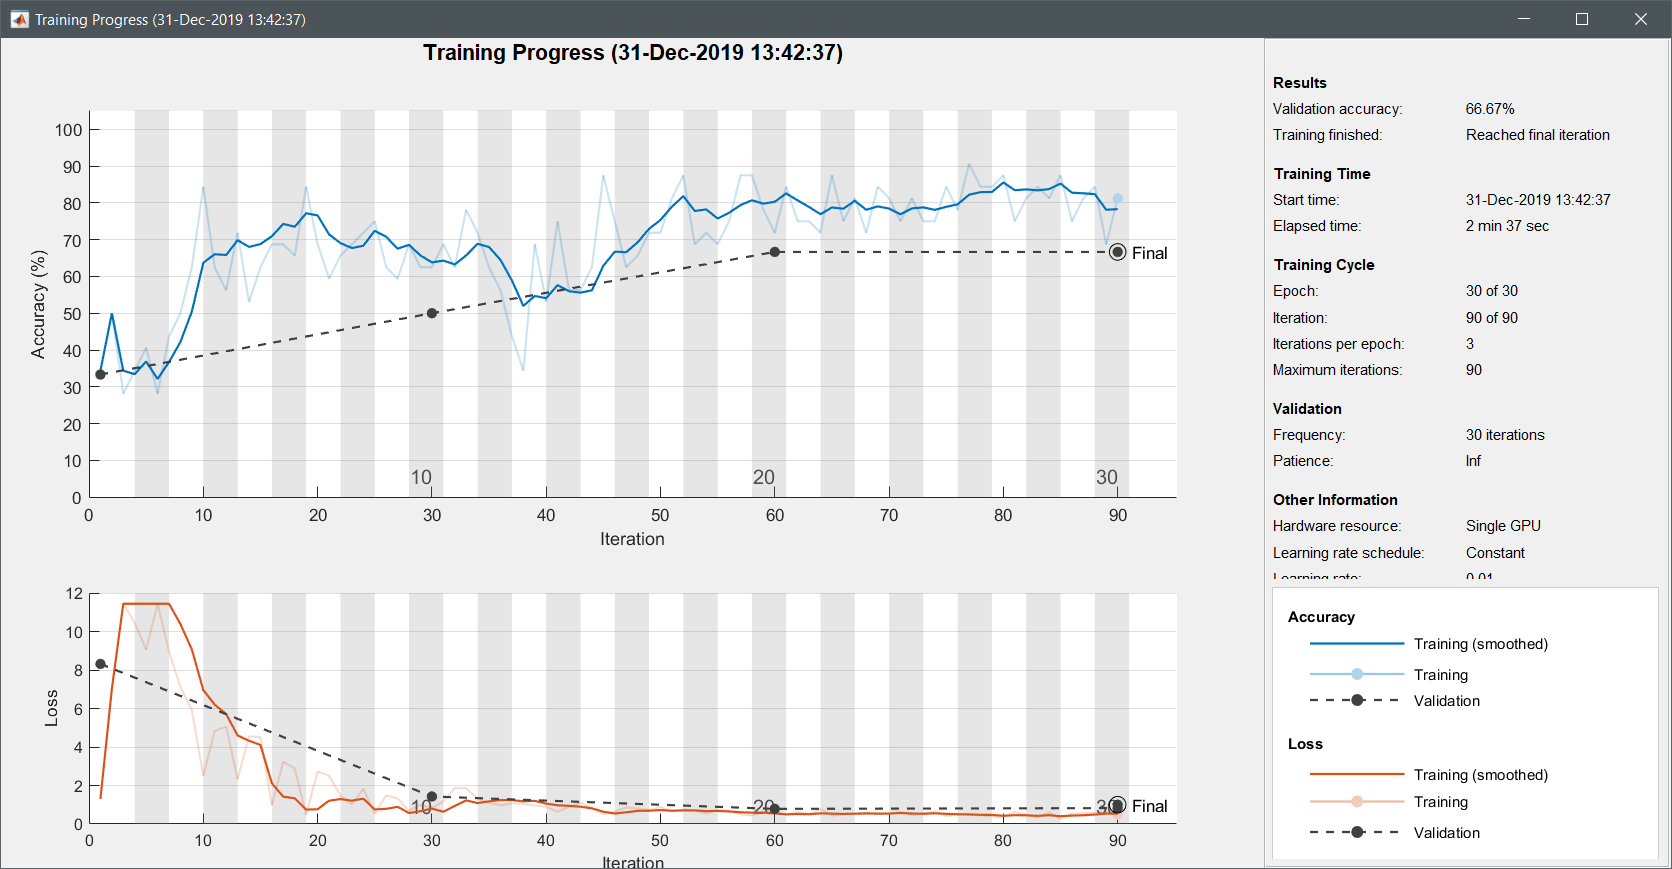 Training Progress (31-Dec-2019 13:42:37)
Training Progress (31-Dec-2019 13:42:37)
100
90
80
70
60
50
40
30
20
10
0
Accuracy (%)
Final
10
20
30
0 10 20 30 40 50 60 70 80 90
Iteration
12
10
8
6
4
2
0
Loss
10
20
30
Final
0 10 20 30 40 50 60 70 80 90
Iteration
Results
Validation accuracy: 66.67%
Training finished: Reached final iteration
Training Time
Start time: 31-Dec-2019 13:42:37
Elapsed time: 2 min 37 sec
Training Cycle
Epoch: 30 of 30
Iteration: 90 of 90
Iterations per epoch: 3
Maximum iterations: 90
Validation
Frequency: 30 iterations
Patience: Inf
Other Information
Hardware resource: Single GPU
Learning rate schedule: Constant
Learning rate: 0.01
Accuracy
Training (smoothed)
Training
Validation
Loss
Training (smoothed)
Training
Validation